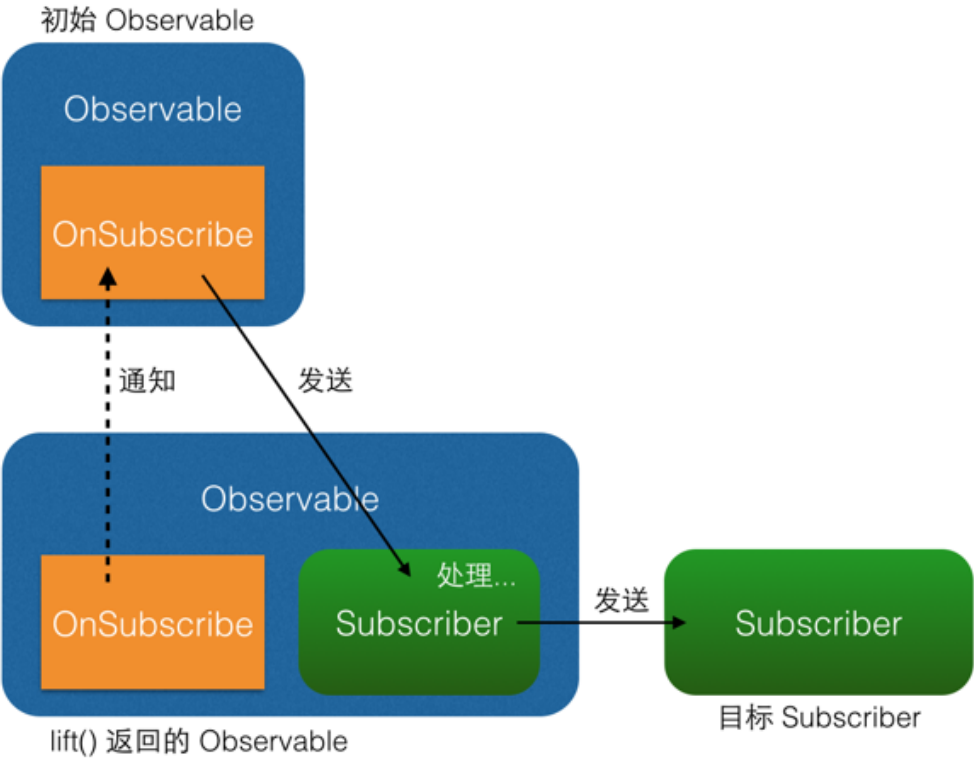 初始 Observable
Observable
OnSubscribe
通知
发送
Observable
OnSubscribe
处理...
Subscriber
发送
Subscriber
目标 Subscriber
lift() 返回的 Observable